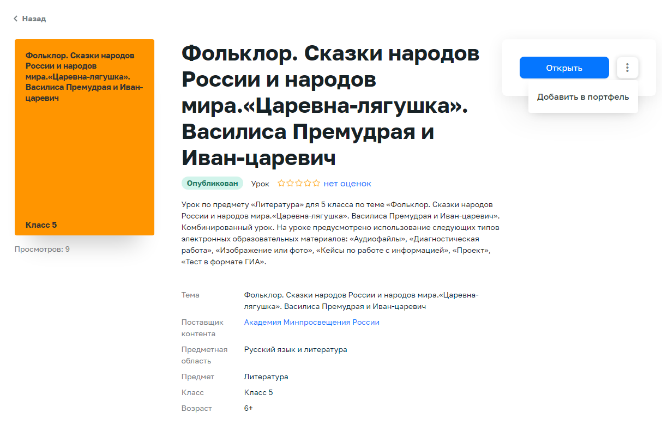 Назад
Фольклор. Сказки народов
России и народов
мира.«Царевна-лягушка».
Василиса Премудрая и Иван-
царевич
Класс 5
Просмотров: 9
Фольклор. Сказки народов
России и народов
мира.«Царевна-лягушка».
Василиса Премудрая и
Иван-царевич
Опубликован Урок нет оценок
Урок по предмету «Литература» для 5 класса по теме «Фольклор. Сказки народов
России и народов мира.«Царевна-лягушка». Василиса Премудрая и Иван-царевич».
Комбинированный урок. На уроке предусмотрено использование следующих типов
электронных образовательных материалов: «Аудиофайлы», «Диагностическая
работа», «Изображение или фото», «Кейсы по работе с информацией», «Проект»,
«Тест в формате ГИА».
Тема Фольклор. Сказки народов России и народов мира.«Царевна-
лягушка». Василиса Премудрая и Иван-царевич
Поставщик Академия Минпросвещения России
контента
Предметная Русский язык и литература
область
Предмет Литература
Класс Класс 5
Возраст 6+
Открыть
Добавить в портфель